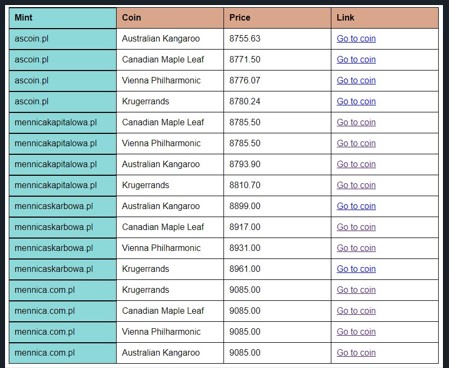 Mint Coin Price Link
ascoin.pl Australian Kangaroo 8755.63 Go to coin
ascoin.pl Canadian Maple Leaf 8771.50 Go to coin
ascoin.pl Vienna Philharmonic 8776.07 Go to coin
ascoin.pl Krugerrands 8780.24 Go to coin
mennicakapitalowa.pl Canadian Maple Leaf 8785.50 Go to coin
mennicakapitalowa.pl Vienna Philharmonic 8785.50 Go to coin
mennicakapitalowa.pl Australian Kangaroo 8793.90 Go to coin
mennicakapitalowa.pl Krugerrands 8810.70 Go to coin
mennicaskarbowa.pl Australian Kangaroo 8899.00 Go to coin
mennicaskarbowa.pl Canadian Maple Leaf 8917.00 Go to coin
mennicaskarbowa.pl Vienna Philharmonic 8931.00 Go to coin
mennicaskarbowa.pl Krugerrands 8961.00 Go to coin
mennica.com.pl Krugerrands 9085.00 Go to coin
mennica.com.pl Canadian Maple Leaf 9085.00 Go to coin
mennica.com.pl Vienna Philharmonic 9085.00 Go to coin
mennica.com.pl Australian Kangaroo 9085.00 Go to coin